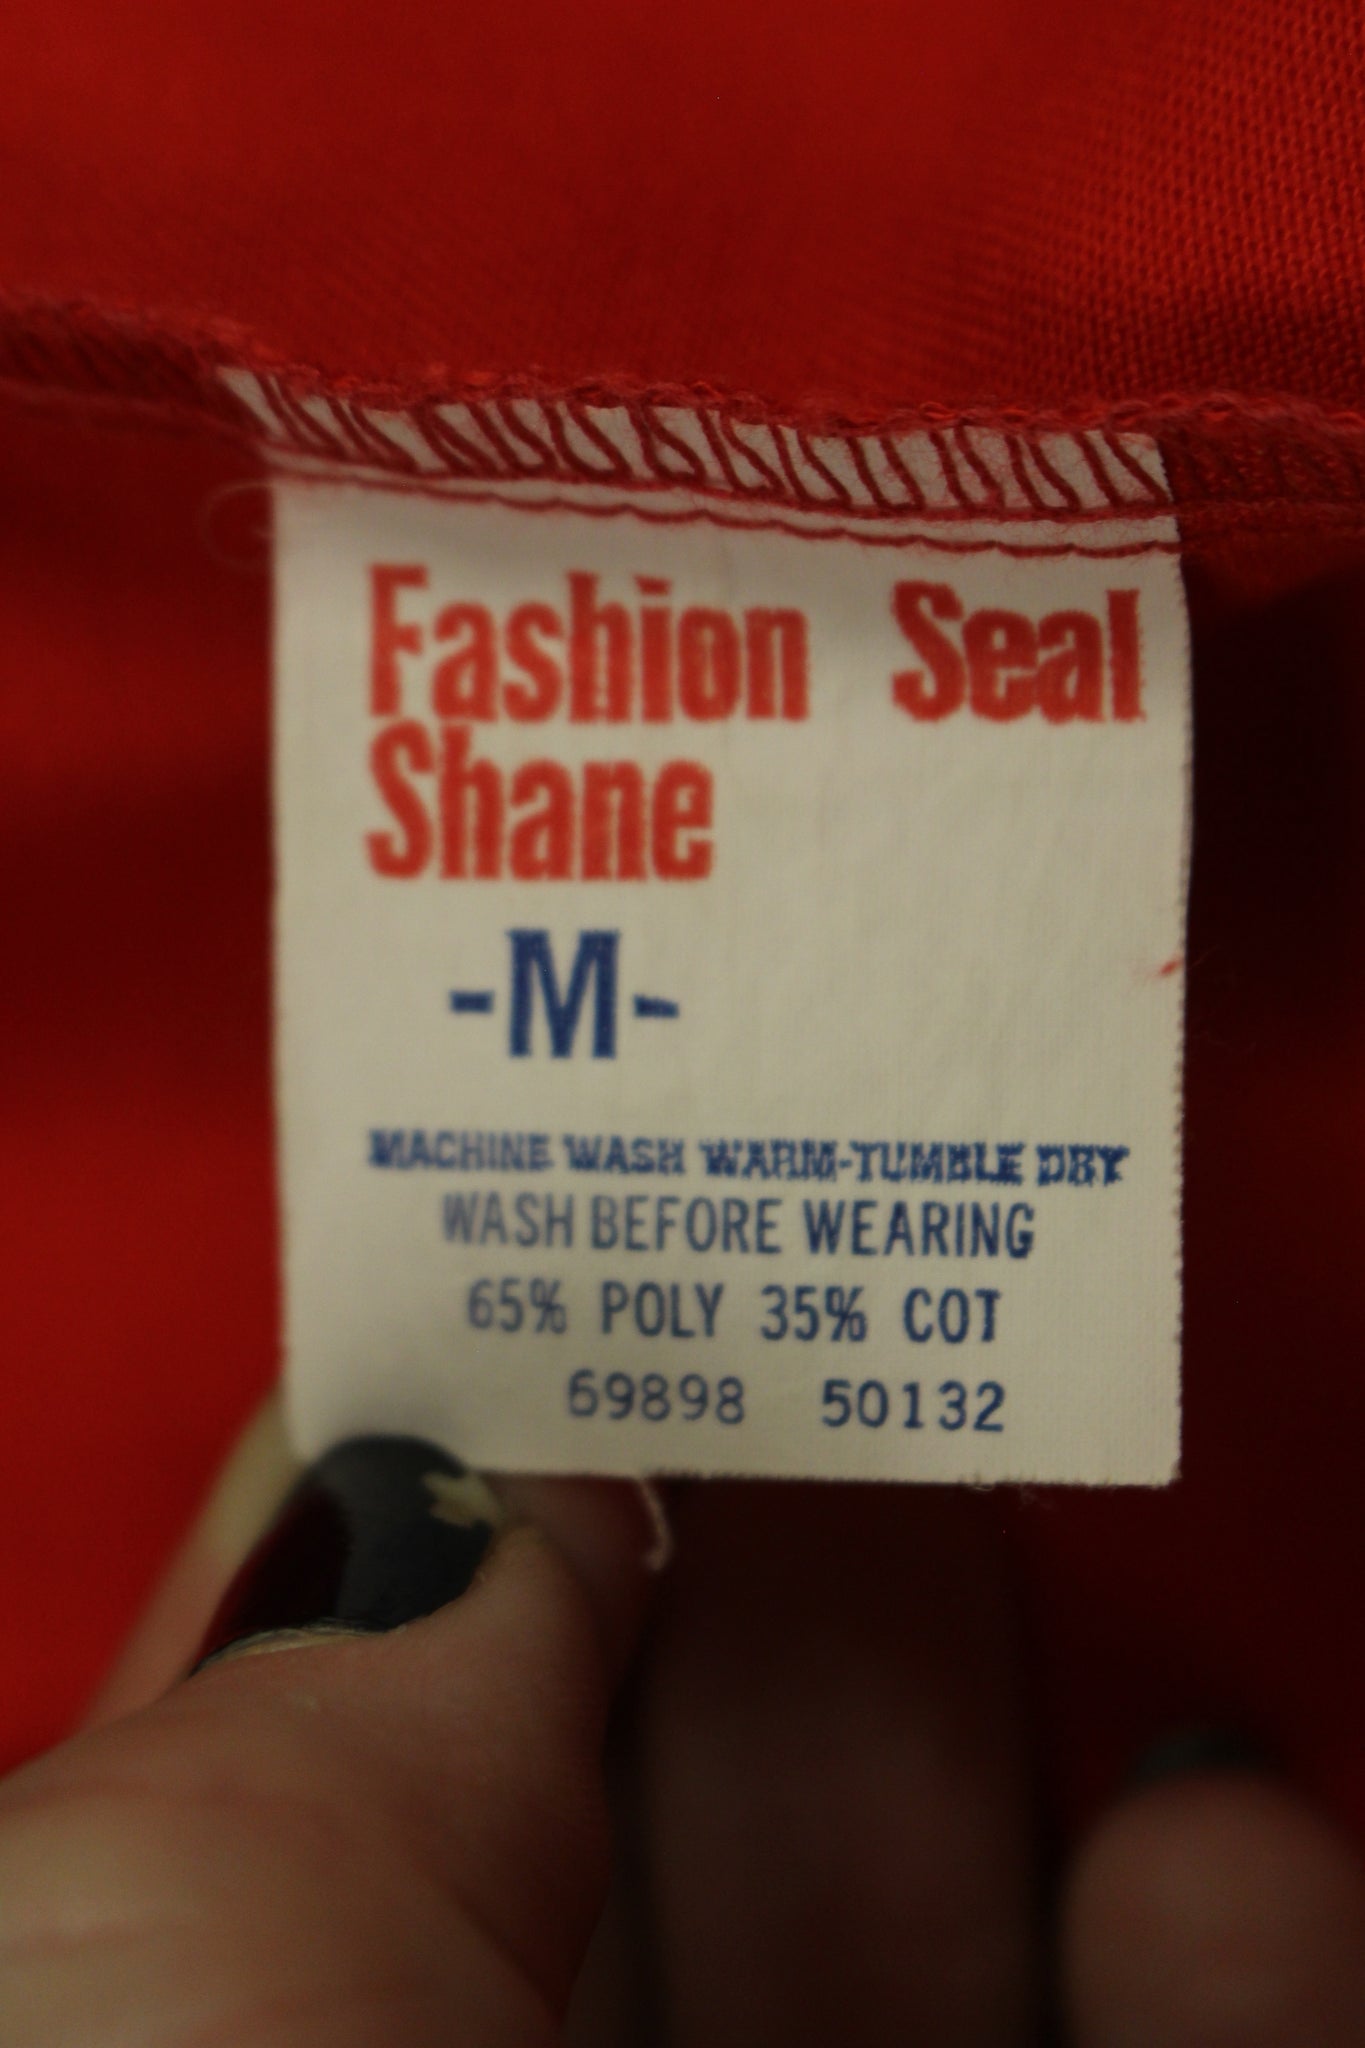 Fashion Seal
Shane
-M-
MACHINE WASH WARM-TUMBLE DRY
WASH BEFORE WEARING
65% POLY 35% COT
69898 50132